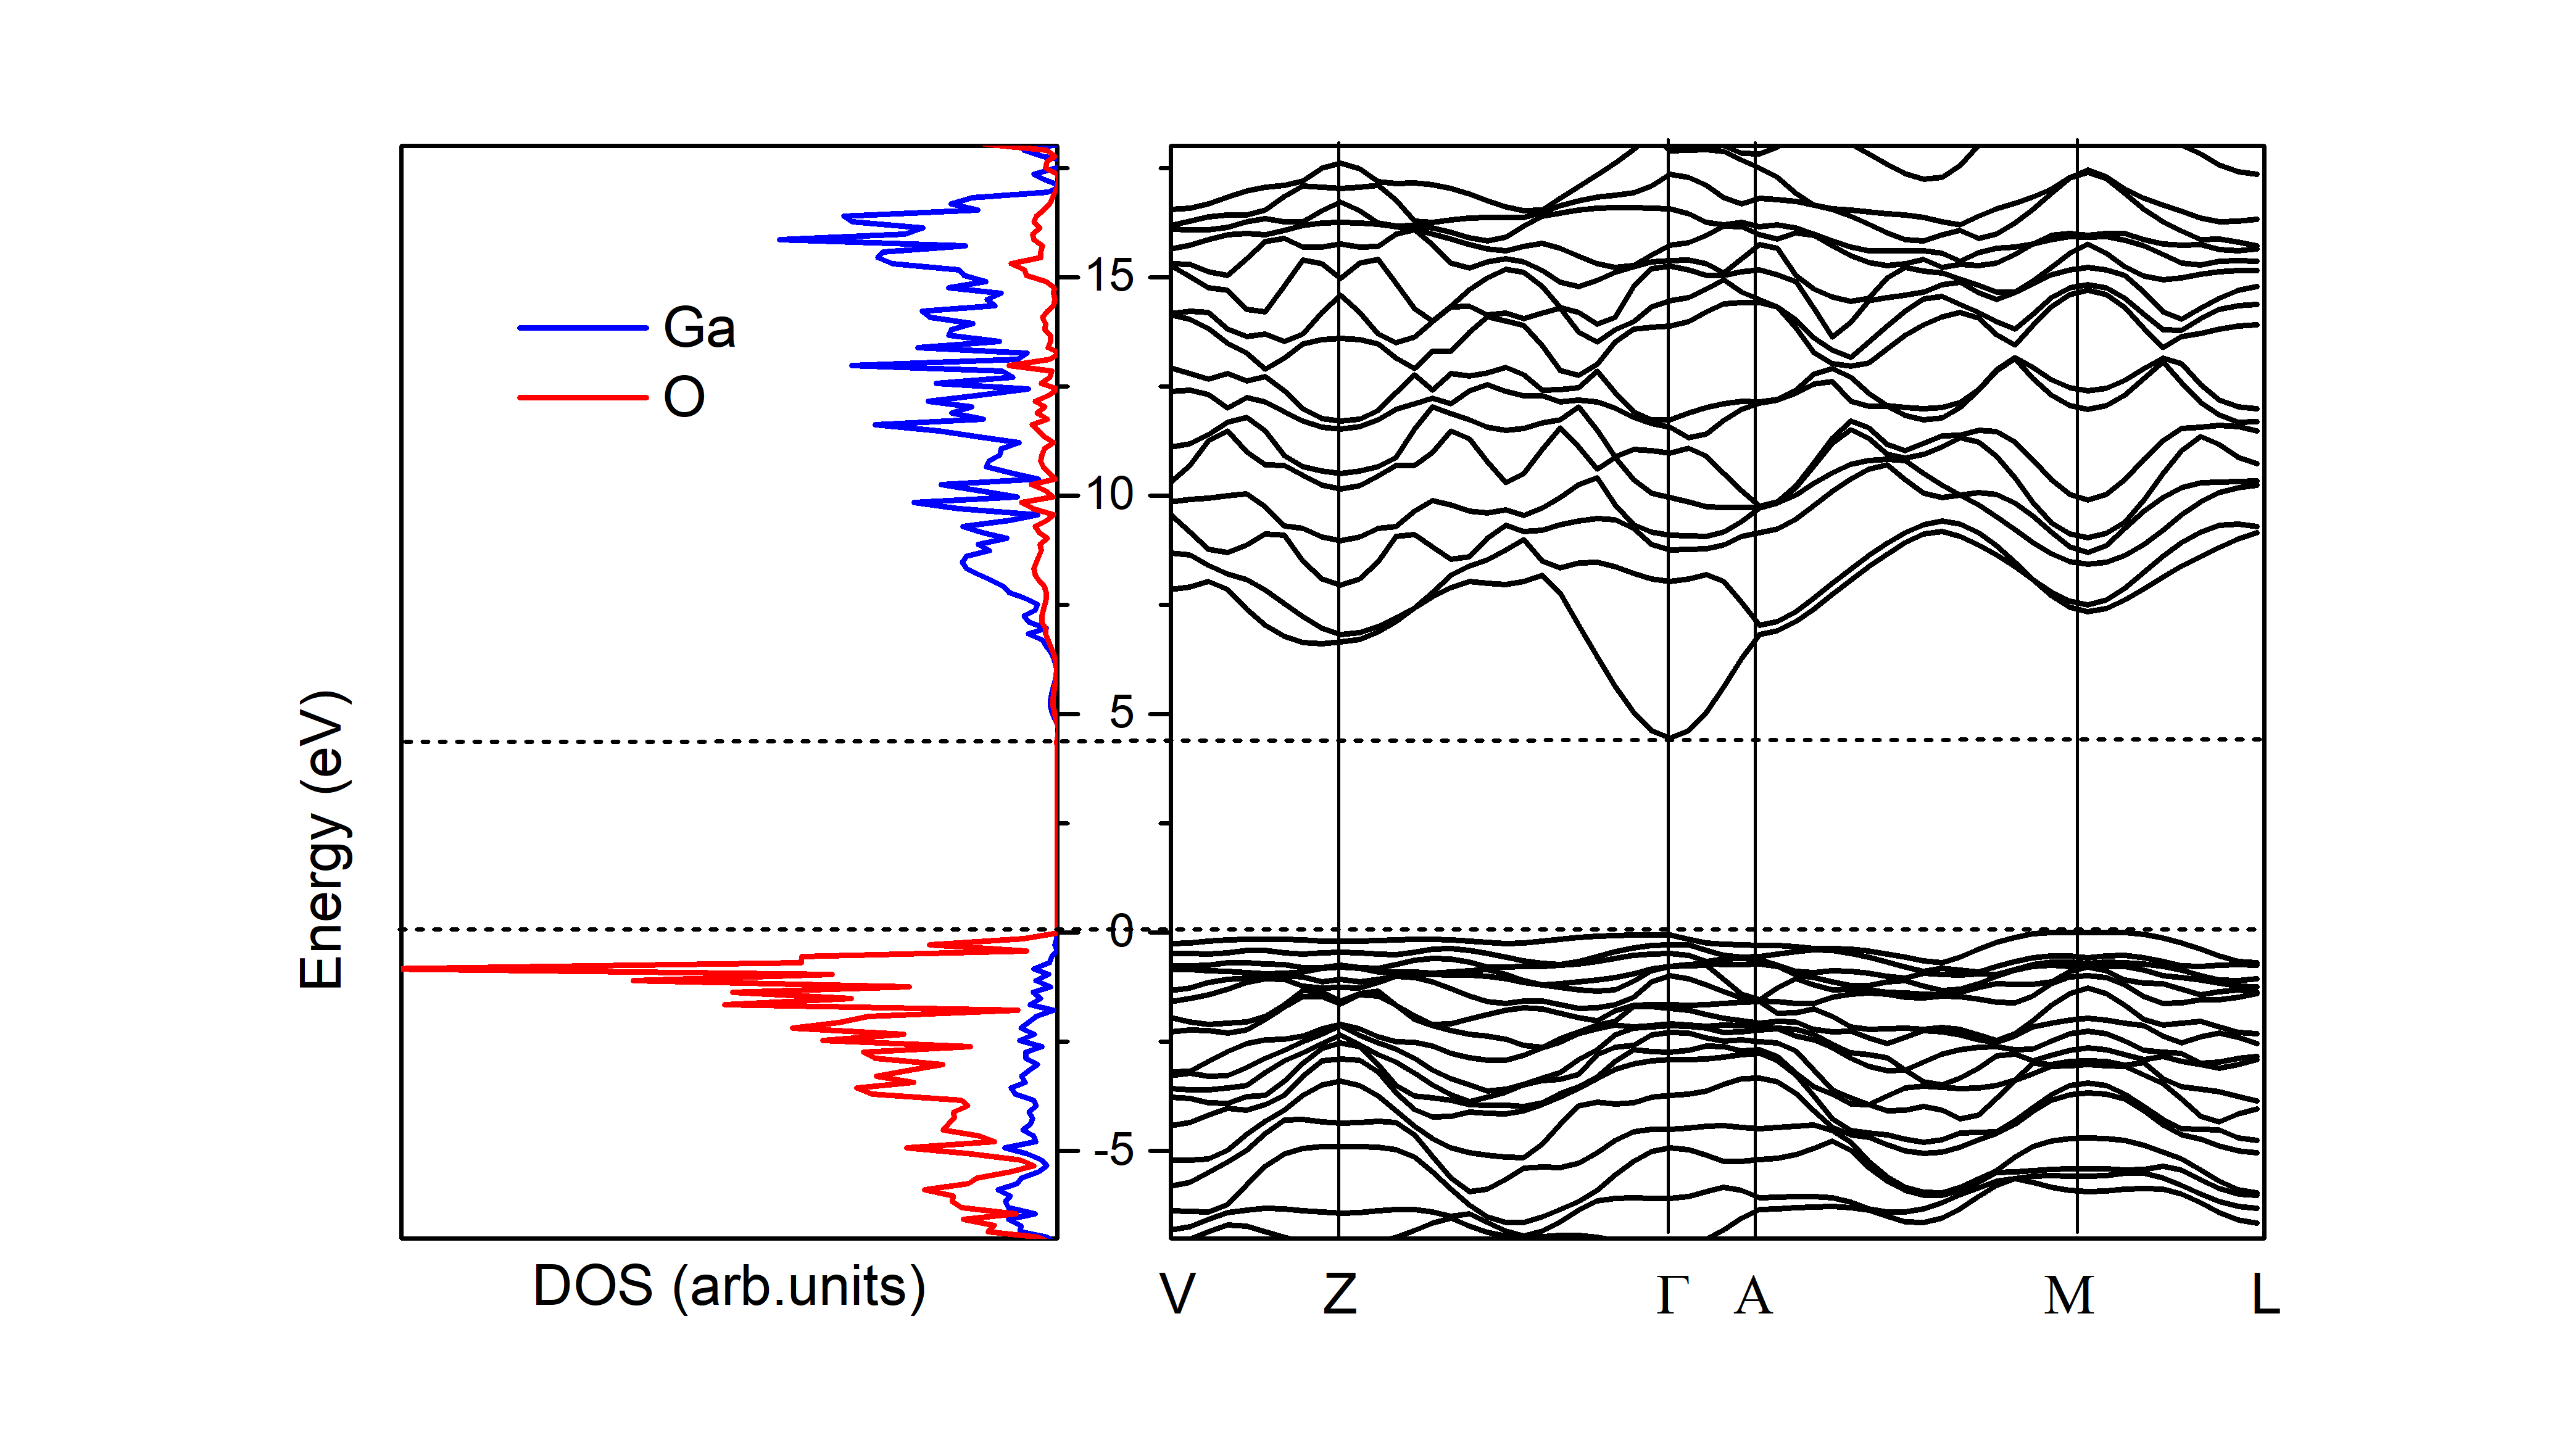 Energy (eV)
Ga
O
15
10
5
0
-5
DOS (arb.units)
V Z Γ A M L